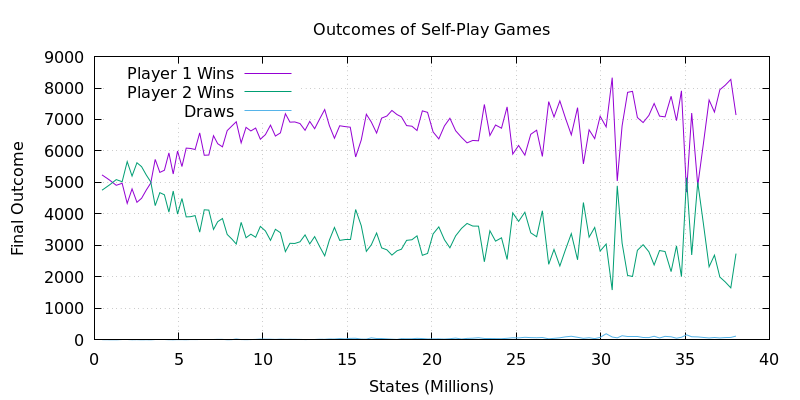 Outcomes of Self-Play Games
9000
8000
7000
6000
5000
4000
3000
2000
1000
0
Final Outcome
Player 1 Wins
Player 2 Wins
Draws
0 5 10 15 20 25 30 35 40
States (Millions)